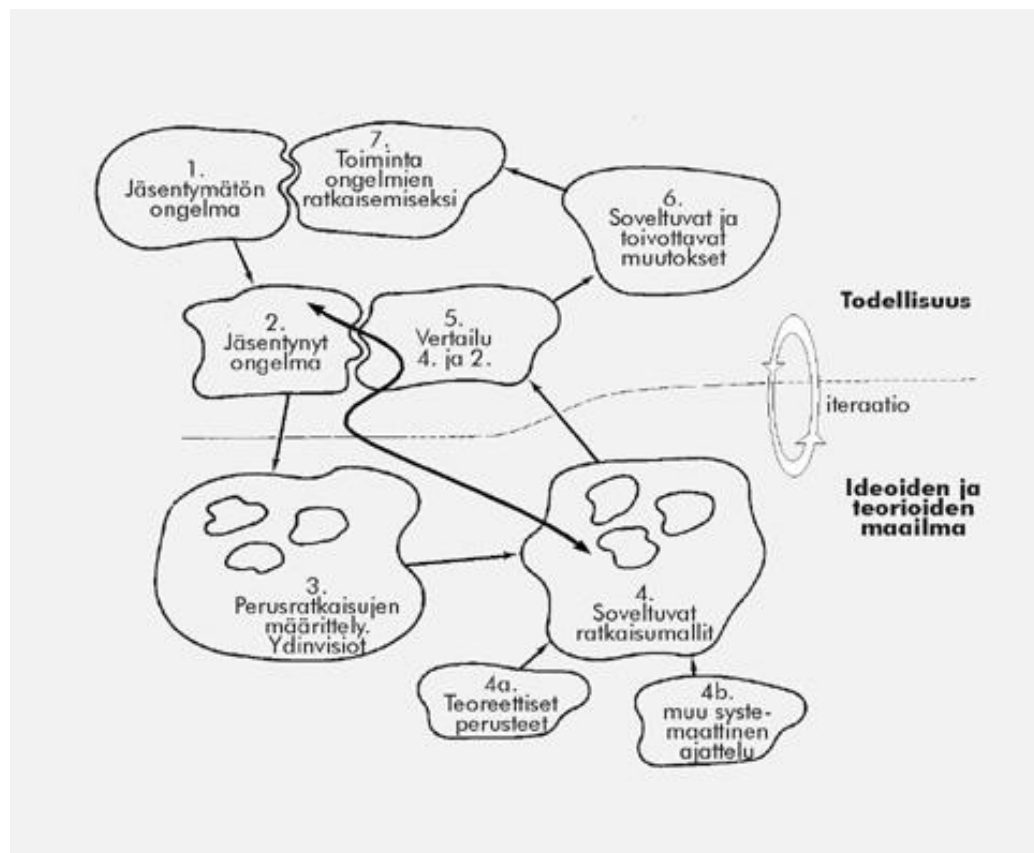 1.
Jäsentymätön
ongelma
7.
Toiminta
ongelmien
ratkaisemiseksi
6.
Soveltuvat ja
toivottavat
muutokset
2.
Jäsentynyt
ongelma
5.
Vertailu
4. ja 2.
Todellisuus
iteraatio
Ideoiden ja
teorioiden
maailma
3.
Perusratkaisujen
määrittely.
Ydinvisiot
4.
Soveltuvat
ratkaisumallit
4a.
Teoreettiset
perusteet
4b.
muu syste-
maattinen
ajattelu